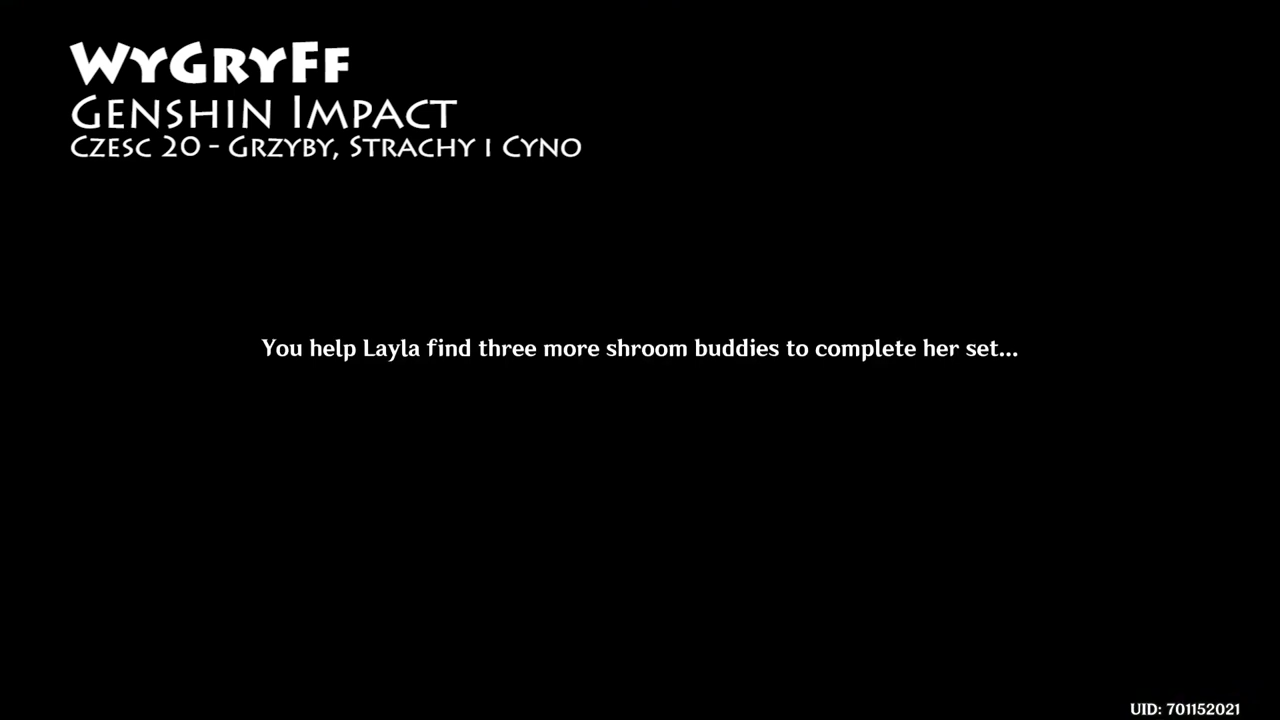 WyGryFf
Genshin Impact
Czesc 20 - Grzyby, Strachy i Cyno
You help Layla find three more shroom buddies to complete her set...
UID: 701152021